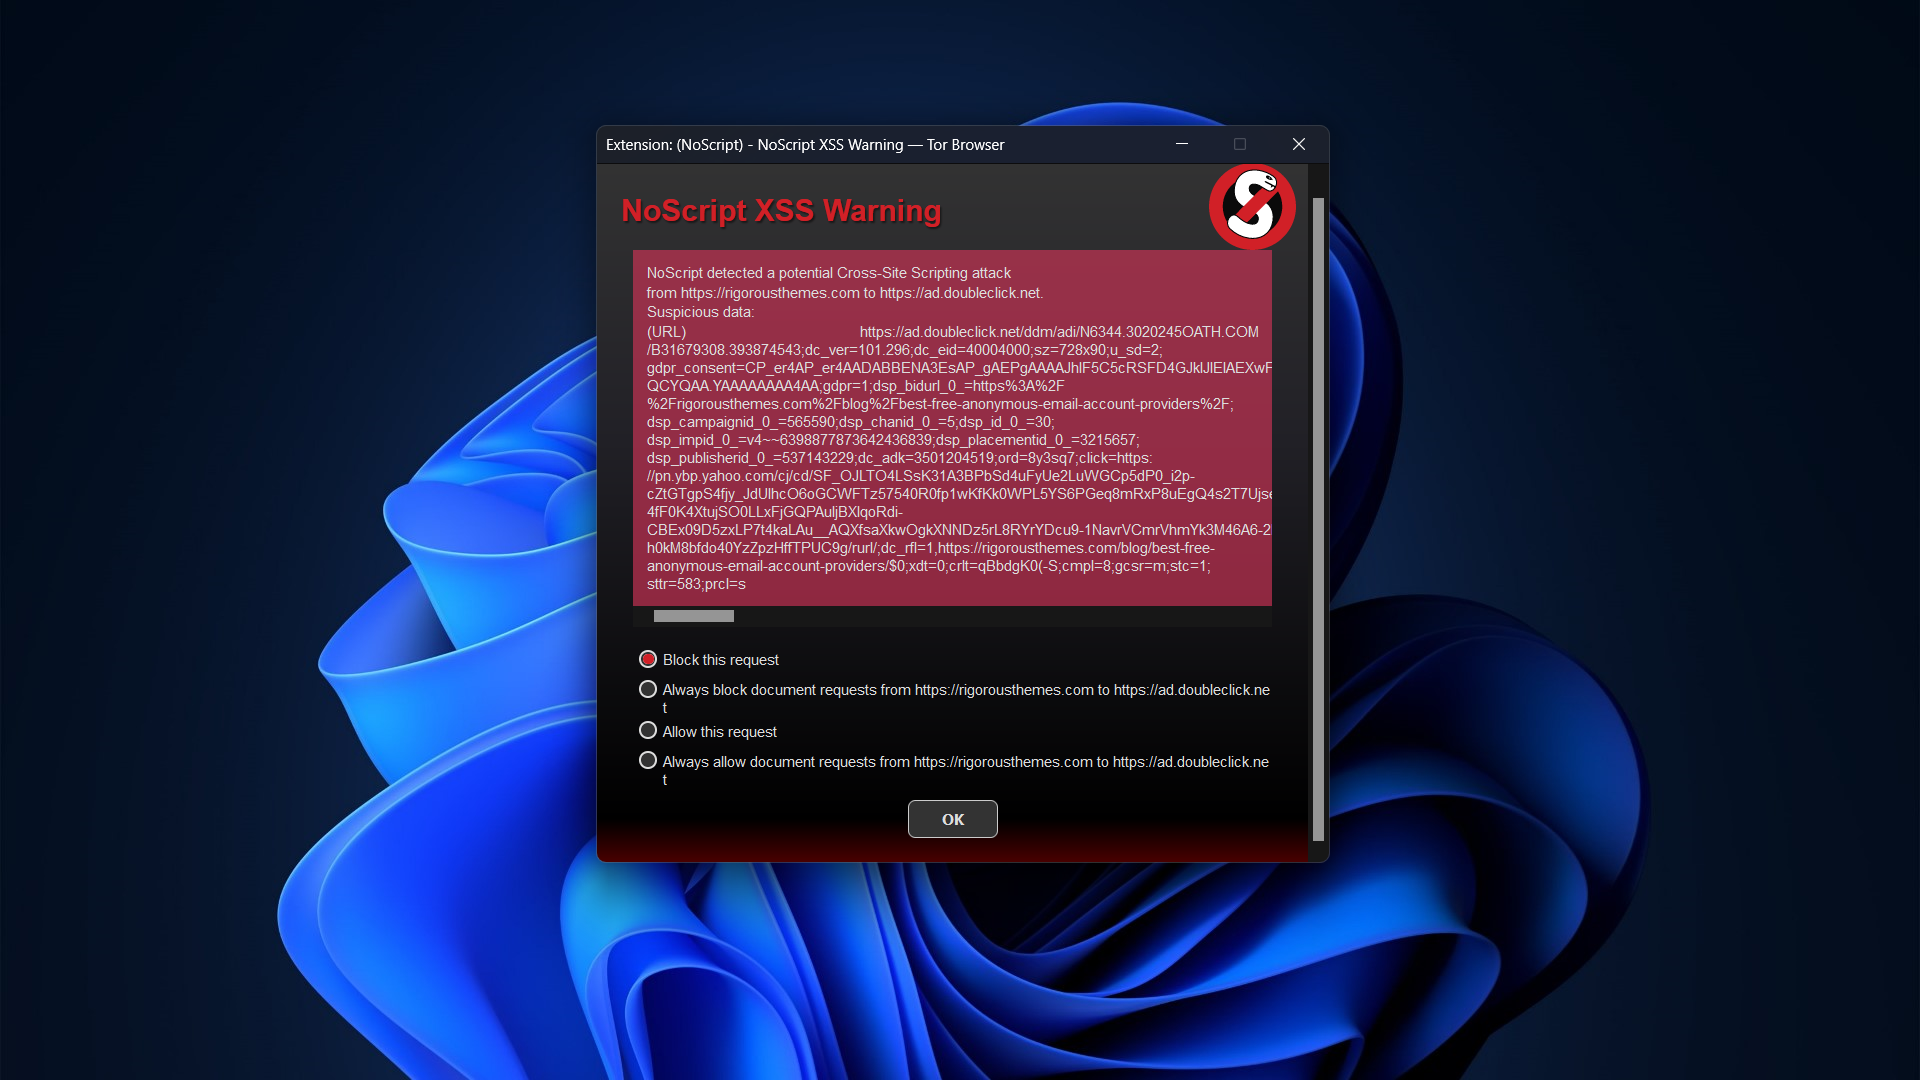 Extension: (NoScript) - NoScript XSS Warning — Tor Browser
NoScript XSS Warning
NoScript detected a potential Cross-Site Scripting attack
from https://rigorousthemes.com to https://ad.doubleclick.net.
Suspicious data:
(URL) https://ad.doubleclick.net/ddm/adi/N6344.3020245OATH.COM
/B31679308.393874543;dc_ver=101.296;dc_eid=40004000;sz=728x90;u_sd=2;
gdpr_consent=CP_er4AP_er4AADABBENA3EsAP_gAEPgAAAAJhlF5C5cRSFD4GJklJlElAEXwF
QCYQAA.YAAAAAAAA4AA;gdpr=1;dsp_bidurl_0_=https%3A%2F
%2Frigorousthemes.com%2Fblog%2Fbest-free-anonymous-email-account-providers%2F;
dsp_campaignid_0_=565590;dsp_chanid_0_=5;dsp_id_0_=30;
dsp_impid_0_=v4~~6398877873642436839;dsp_placementid_0_=3215657;
dsp_publisherid_0_=537143229;dc_adk=3501204519;ord=8y3sq7;click=https:
//pn.ybp.yahoo.com/cj/cd/SF_OJLTO4LSsK31A3BPbSd4uFyUe2LuWGCp5dP0_i2p-
cZtGTgpS4fjy_JdUlhcO6oGCWFTz57540R0fp1wKfKk0WPL5YS6PGeq8mRxP8uEgQ4s2T7Ujse
4fF0K4XtujSO0LLxFjGQPAuljBXlqoRdi-
CBEx09D5zxLP7t4kaLAu__AQXfsaXkwOgkXNNDz5rL8RYrYDcu9-1NavrVCmrVhmYk3M46A6-2
h0kM8bfdo40YzZpzHffTPUC9g/rurl/;dc_rfl=1,https://rigorousthemes.com/blog/best-free-
anonymous-email-account-providers/$0;xdt=0;crlt=qBbdgK0(-S;cmpl=8;gcsr=m;stc=1;
sttr=583;prcl=s
Block this request
Always block document requests from https://rigorousthemes.com to https://ad.doubleclick.ne
t
Allow this request
Always allow document requests from https://rigorousthemes.com to https://ad.doubleclick.ne
t
OK